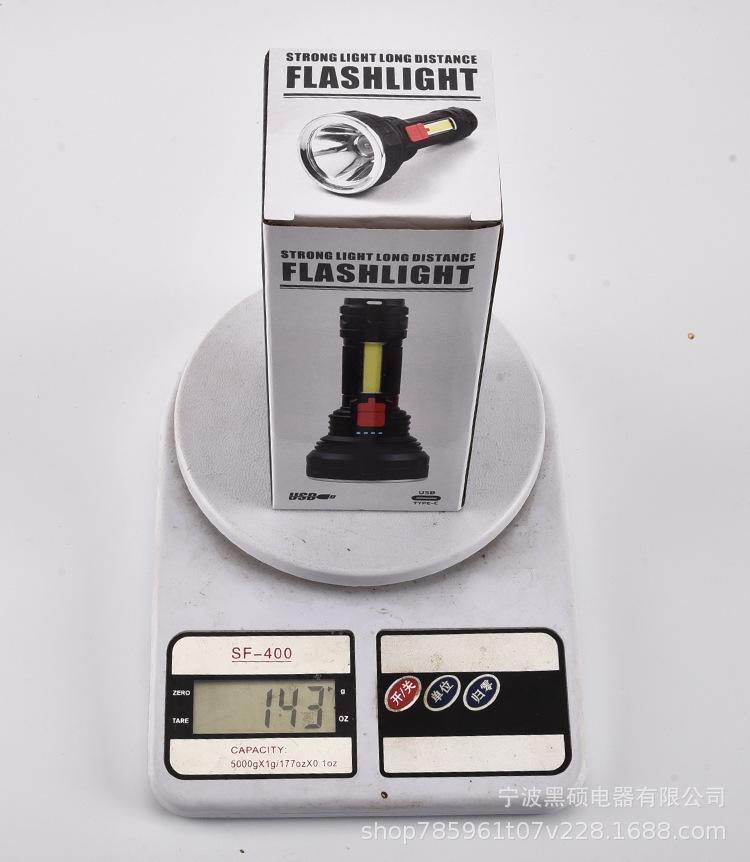 STRONG LIGHT LONG DISTANCE
FLASHLIGHT
STRONG LIGHT LONG DISTANCE
FLASHLIGHT
USB
USB
TYPE-C
SF-400
ZERO
TARE
143
g
OZ
CAPACITY:
5000gX1g/177ozX0.1oz
开/关
单位
归零
宁波黑硕电器有限公司
shop785961t07v228.1688.com